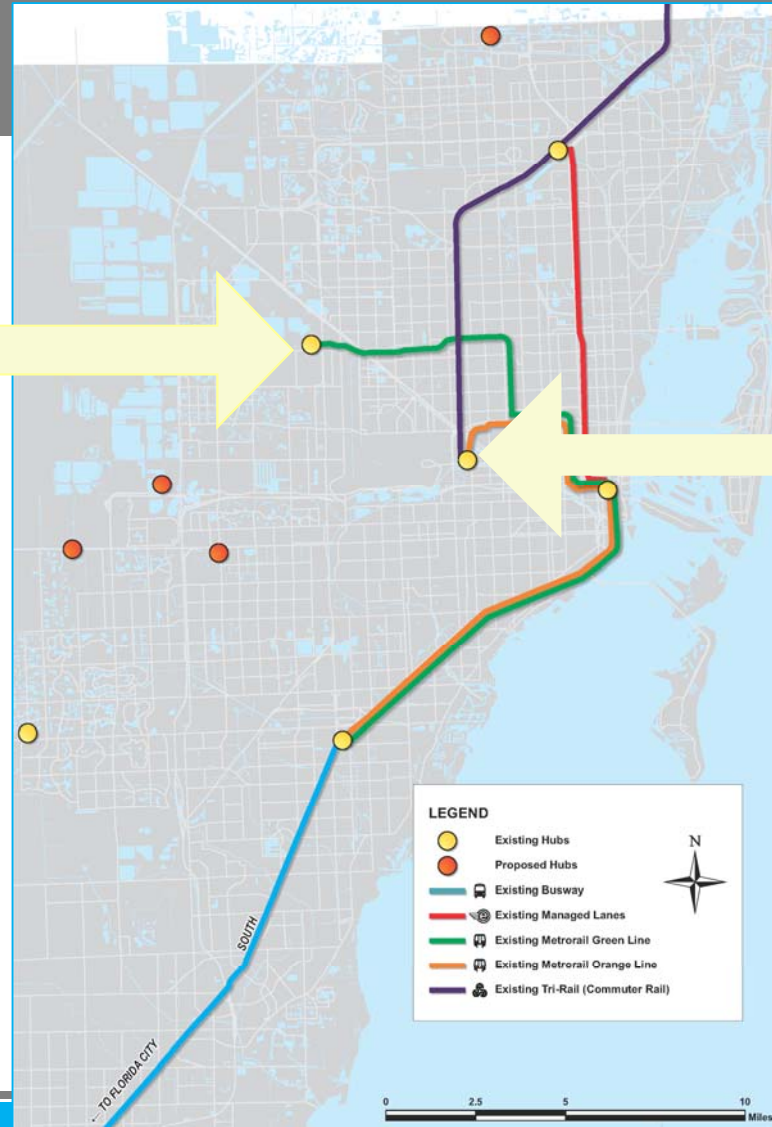 SOUTH
← TO FLORIDA CITY
LEGEND
Existing Hubs
Proposed Hubs
Existing Busway
Existing Managed Lanes
Existing Metrorail Green Line
Existing Metrorail Orange Line
Existing Tri-Rail (Commuter Rail)
N
0 2.5 5 10
Miles